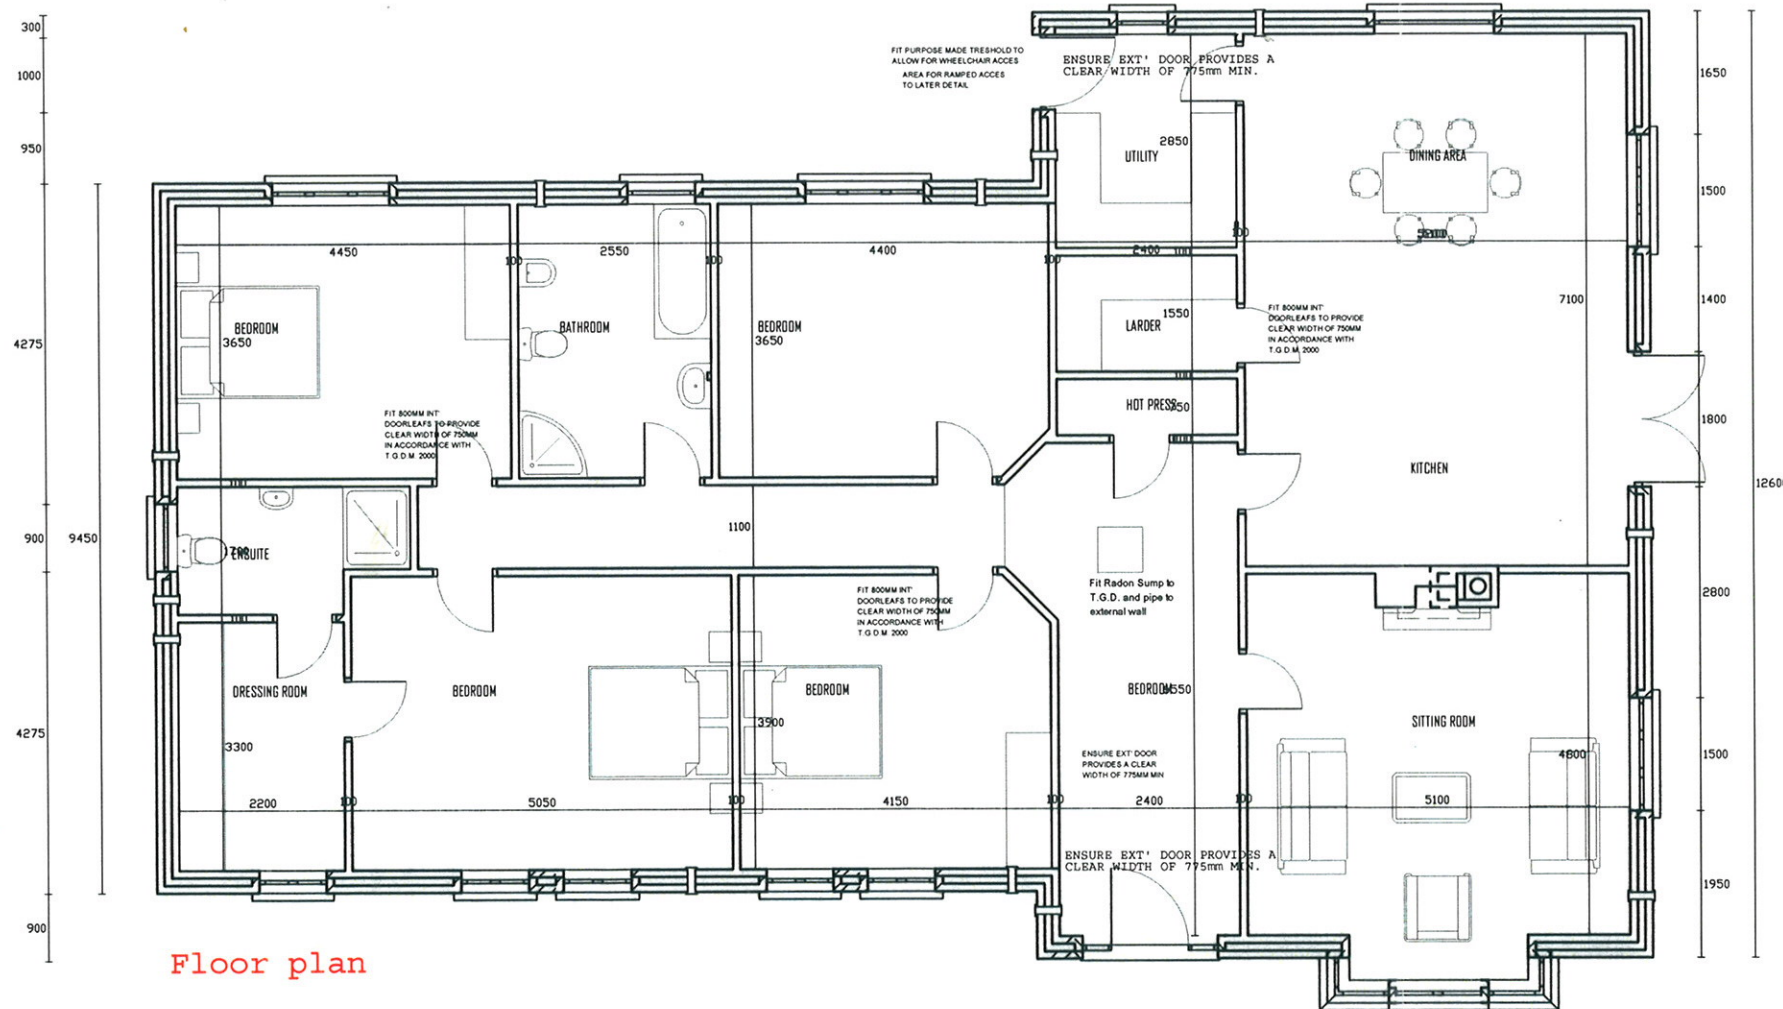 300
1000
950
4275
900
9450
4275
900
FIT PURPOSE MADE TRESHOLD TO
ALLOW FOR WHEELCHAIR ACCES
AREA FOR RAMPED ACCES
TO LATER DETAIL
ENSURE EXT' DOOR PROVIDES A
CLEAR WIDTH OF 775mm MIN.
UTILITY
2850
DINING AREA
4450
100
2550
100
4400
100
2400
100
100
BEDROOM
3650
BATHROOM
BEDROOM
3650
LARDER
1550
FIT 800MM INT'
DOORLEAFS TO PROVIDE
CLEAR WIDTH OF 750MM
IN ACCORDANCE WITH
T.G.D.M. 2000
7100
HOT PRESS
FIT 800MM INT'
DOORLEAFS TO PROVIDE
CLEAR WIDTH OF 750MM
IN ACCORDANCE WITH
T.G.D.M. 2000
KITCHEN
1100
ENSUITE
Fit Radon Sump to
T.G.D. and pipe to
external wall
FIT 800MM INT'
DOORLEAFS TO PROVIDE
CLEAR WIDTH OF 750MM
IN ACCORDANCE WITH
T.G.D.M. 2000
DRESSING ROOM
BEDROOM
BEDROOM
BEDROOM
SITTING ROOM
3300
3900
4800
ENSURE EXT' DOOR
PROVIDES A CLEAR
WIDTH OF 775MM MIN
2200
100
5050
100
4150
100
2400
100
5100
ENSURE EXT' DOOR PROVIDES A
CLEAR WIDTH OF 775mm MIN.
1650
1500
1400
1800
12600
2800
1500
1950
Floor plan